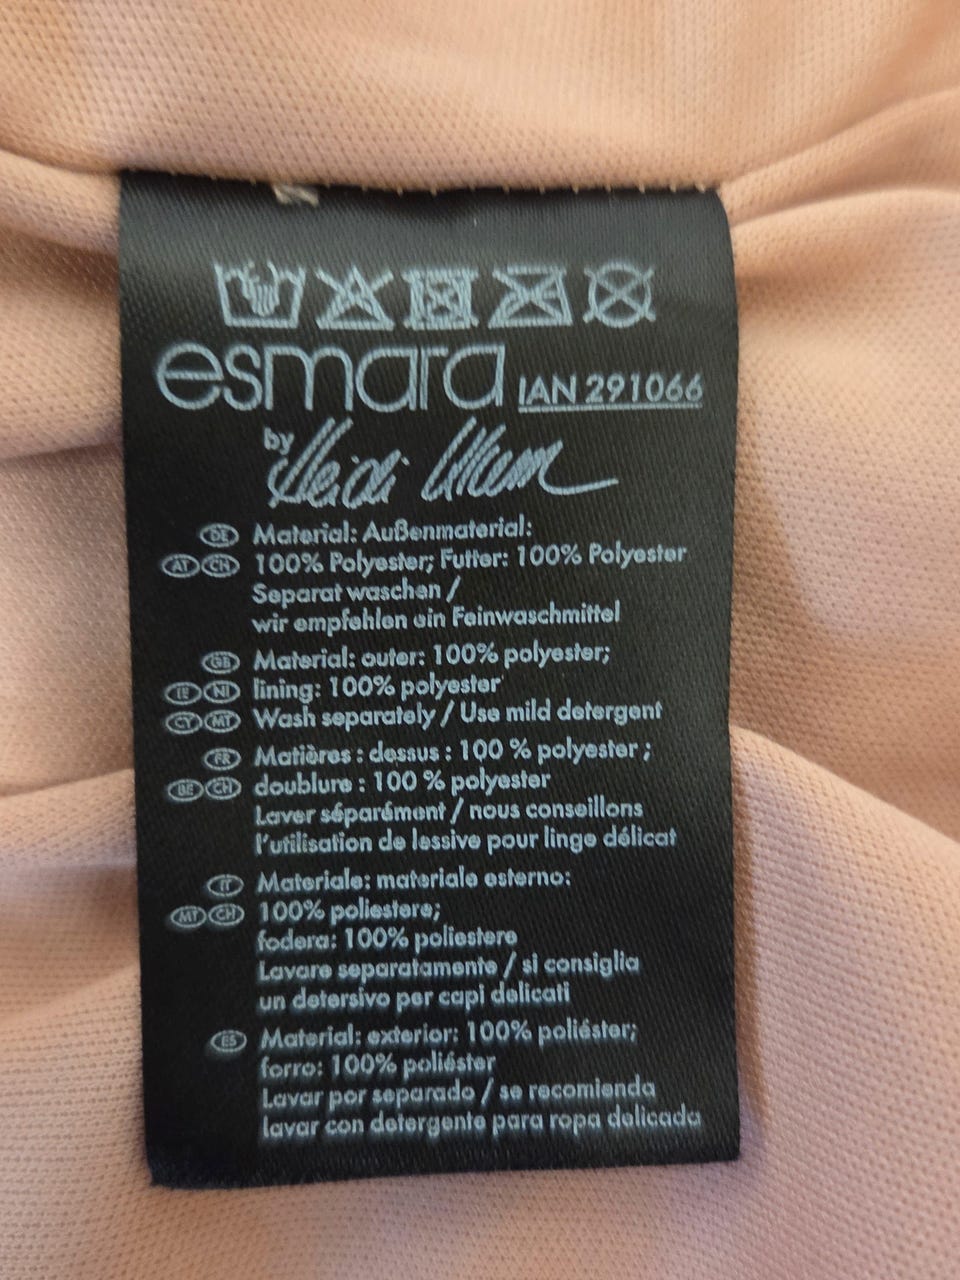 esmara IAN 291066
by Heidi Klum
DE Material: Außenmaterial:
AT CH 100% Polyester; Futter: 100% Polyester
Separat waschen /
wir empfehlen ein Feinwaschmittel
GB Material: outer: 100% polyester;
IE NI lining: 100% polyester
CY MT Wash separately / Use mild detergent
FR Matières : dessus : 100 % polyester ;
BE CH doublure : 100 % polyester
Laver séparément / nous conseillons
l'utilisation de lessive pour linge délicat
IT Materiale: materiale esterno:
MT CH 100% poliestere;
fodera: 100% poliestere
Lavare separatamente / si consiglia
un detersivo per capi delicati
ES Material: exterior: 100% poliéster;
forro: 100% poliéster
Lavar por separado / se recomienda
lavar con detergente para ropa delicada